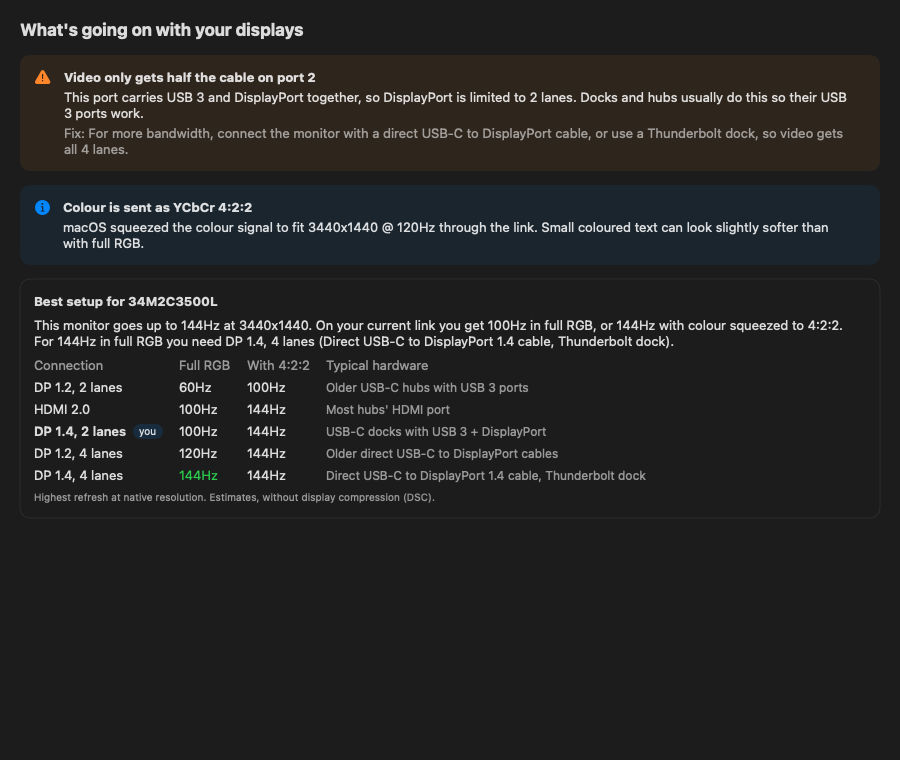 What's going on with your displays
Video only gets half the cable on port 2
This port carries USB 3 and DisplayPort together, so DisplayPort is limited to 2 lanes. Docks and hubs usually do this so their USB
3 ports work.
Fix: For more bandwidth, connect the monitor with a direct USB-C to DisplayPort cable, or use a Thunderbolt dock, so video gets
all 4 lanes.
Colour is sent as YCbCr 4:2:2
macOS squeezed the colour signal to fit 3440x1440 @ 120Hz through the link. Small coloured text can look slightly softer than
with full RGB.
Best setup for 34M2C3500L
This monitor goes up to 144Hz at 3440x1440. On your current link you get 100Hz in full RGB, or 144Hz with colour squeezed to 4:2:2.
For 144Hz in full RGB you need DP 1.4, 4 lanes (Direct USB-C to DisplayPort 1.4 cable, Thunderbolt dock).
Connection Full RGB With 4:2:2 Typical hardware
DP 1.2, 2 lanes 60Hz 100Hz Older USB-C hubs with USB 3 ports
HDMI 2.0 100Hz 144Hz Most hubs' HDMI port
DP 1.4, 2 lanes you 100Hz 144Hz USB-C docks with USB 3 + DisplayPort
DP 1.2, 4 lanes 120Hz 144Hz Older direct USB-C to DisplayPort cables
DP 1.4, 4 lanes 144Hz 144Hz Direct USB-C to DisplayPort 1.4 cable, Thunderbolt dock
Highest refresh at native resolution. Estimates, without display compression (DSC).